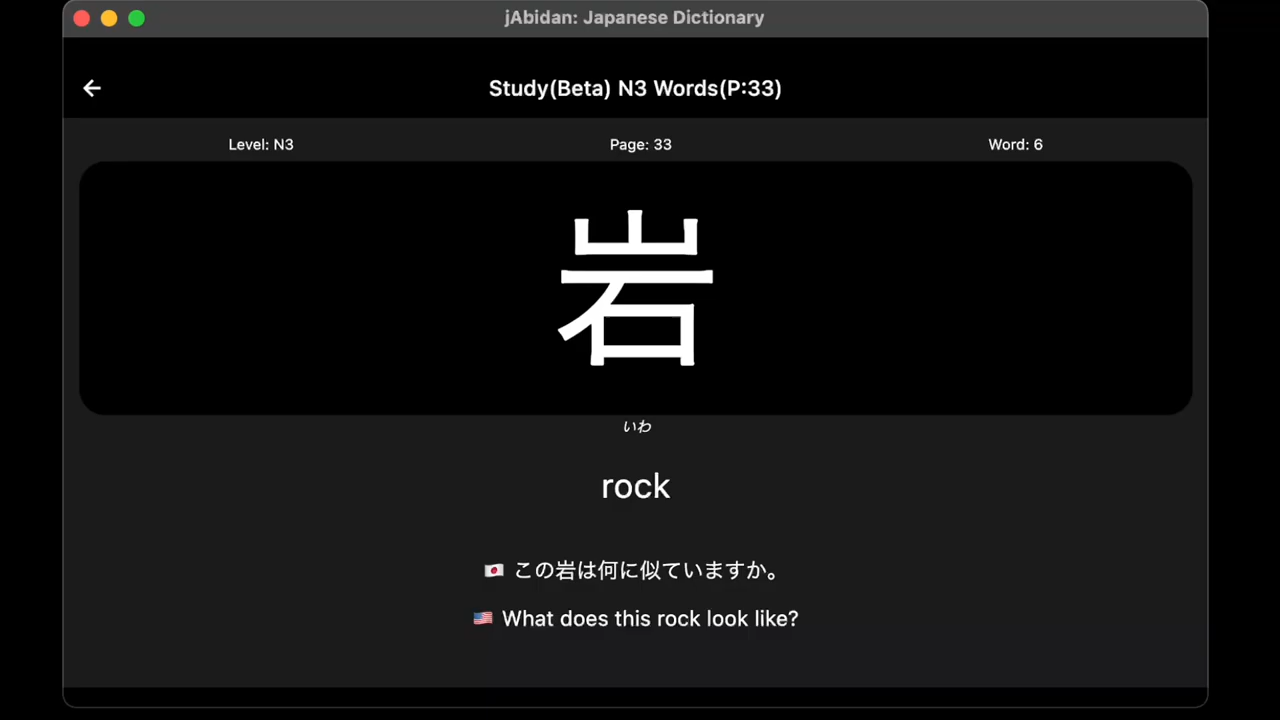 jAbidan: Japanese Dictionary
Study(Beta) N3 Words(P:33)
Level: N3 Page: 33 Word: 6
岩
いわ
rock
この岩は何に似ていますか。
What does this rock look like?